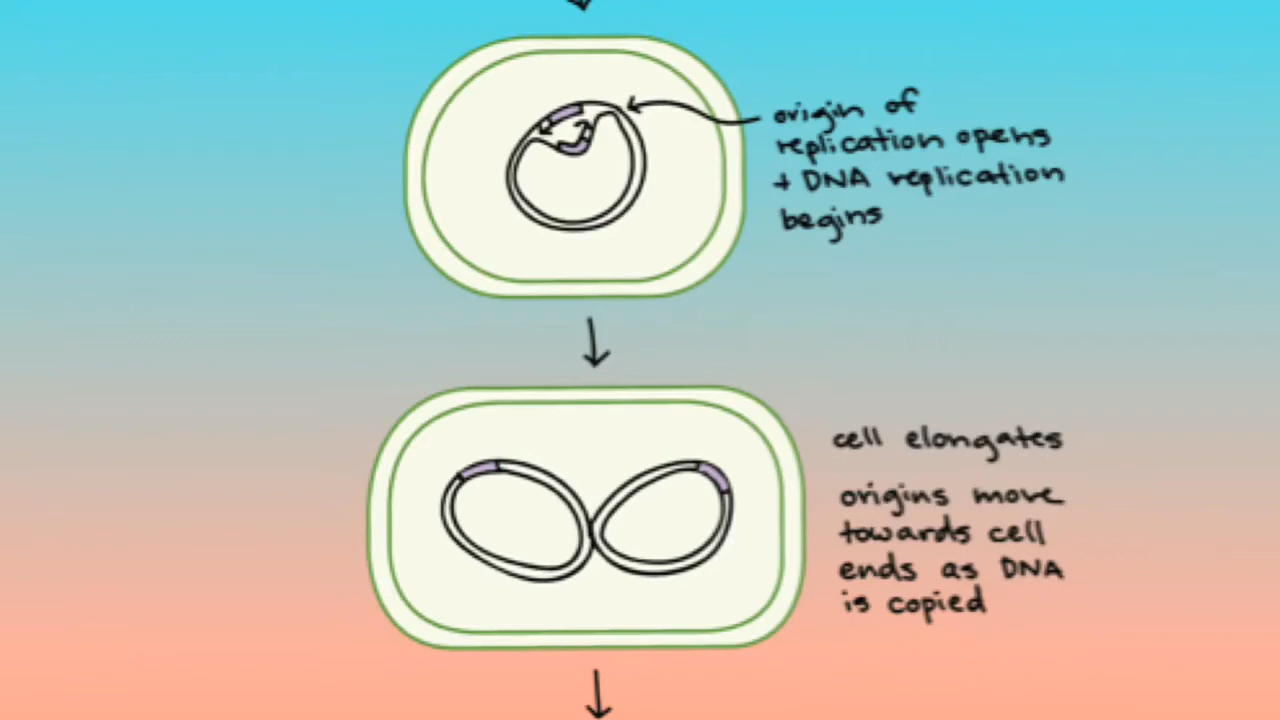 origin of
replication opens
+ DNA replication
begins
cell elongates
origins move
towards cell
ends as DNA
is copied